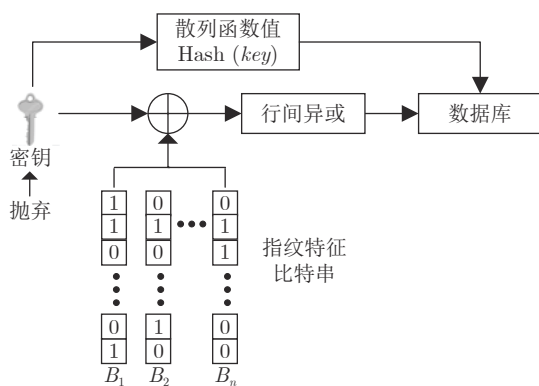 散列函数值
Hash (key)
密钥
行间异或
数据库
抛弃
1 0 ••• 0
1 1 1
0 0 1
指纹特征
比特串
0 1 0
1 0 0
B₁ B₂ Bₙ